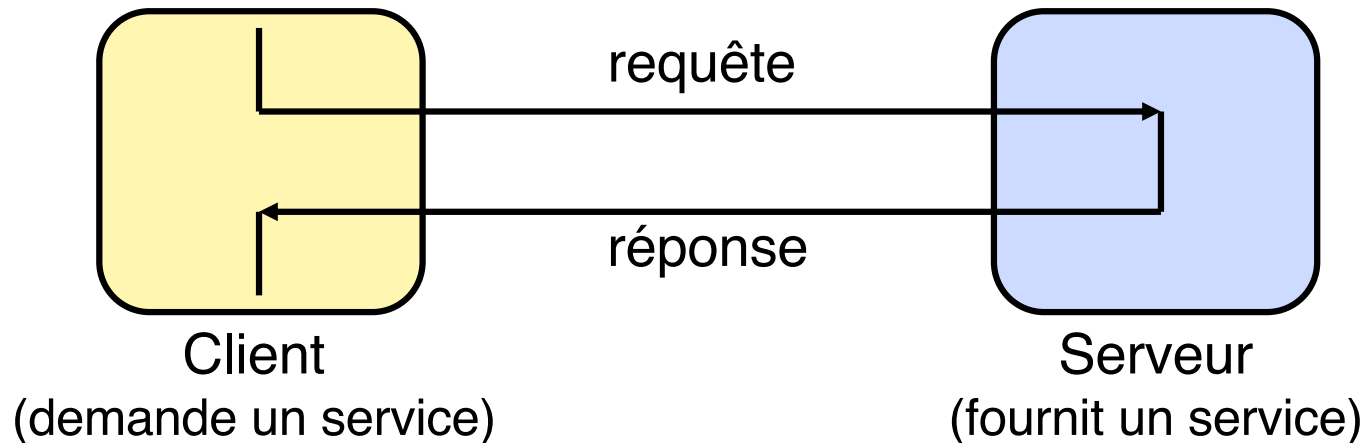 requête
réponse
Client
(demande un service)
Serveur
(fournit un service)